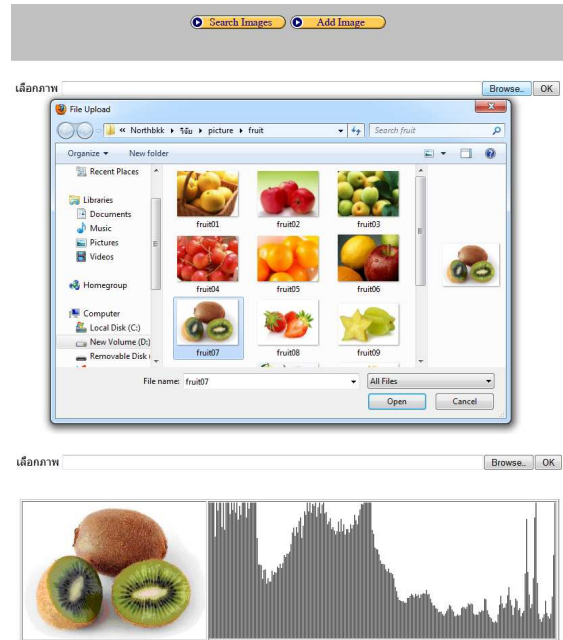 Search Images Add Image
เลือกภาพ Browse.. OK
File Upload
« Northbkk วิจัย picture fruit Search fruit
Organize New folder
Recent Places
Libraries
Documents
Music
Pictures
Videos
Homegroup
Computer
Local Disk (C:)
New Volume (D:)
Removable Disk
fruit01 fruit02 fruit03
fruit04 fruit05 fruit06
fruit07 fruit08 fruit09
File name: fruit07 All Files
Open Cancel
เลือกภาพ Browse.. OK